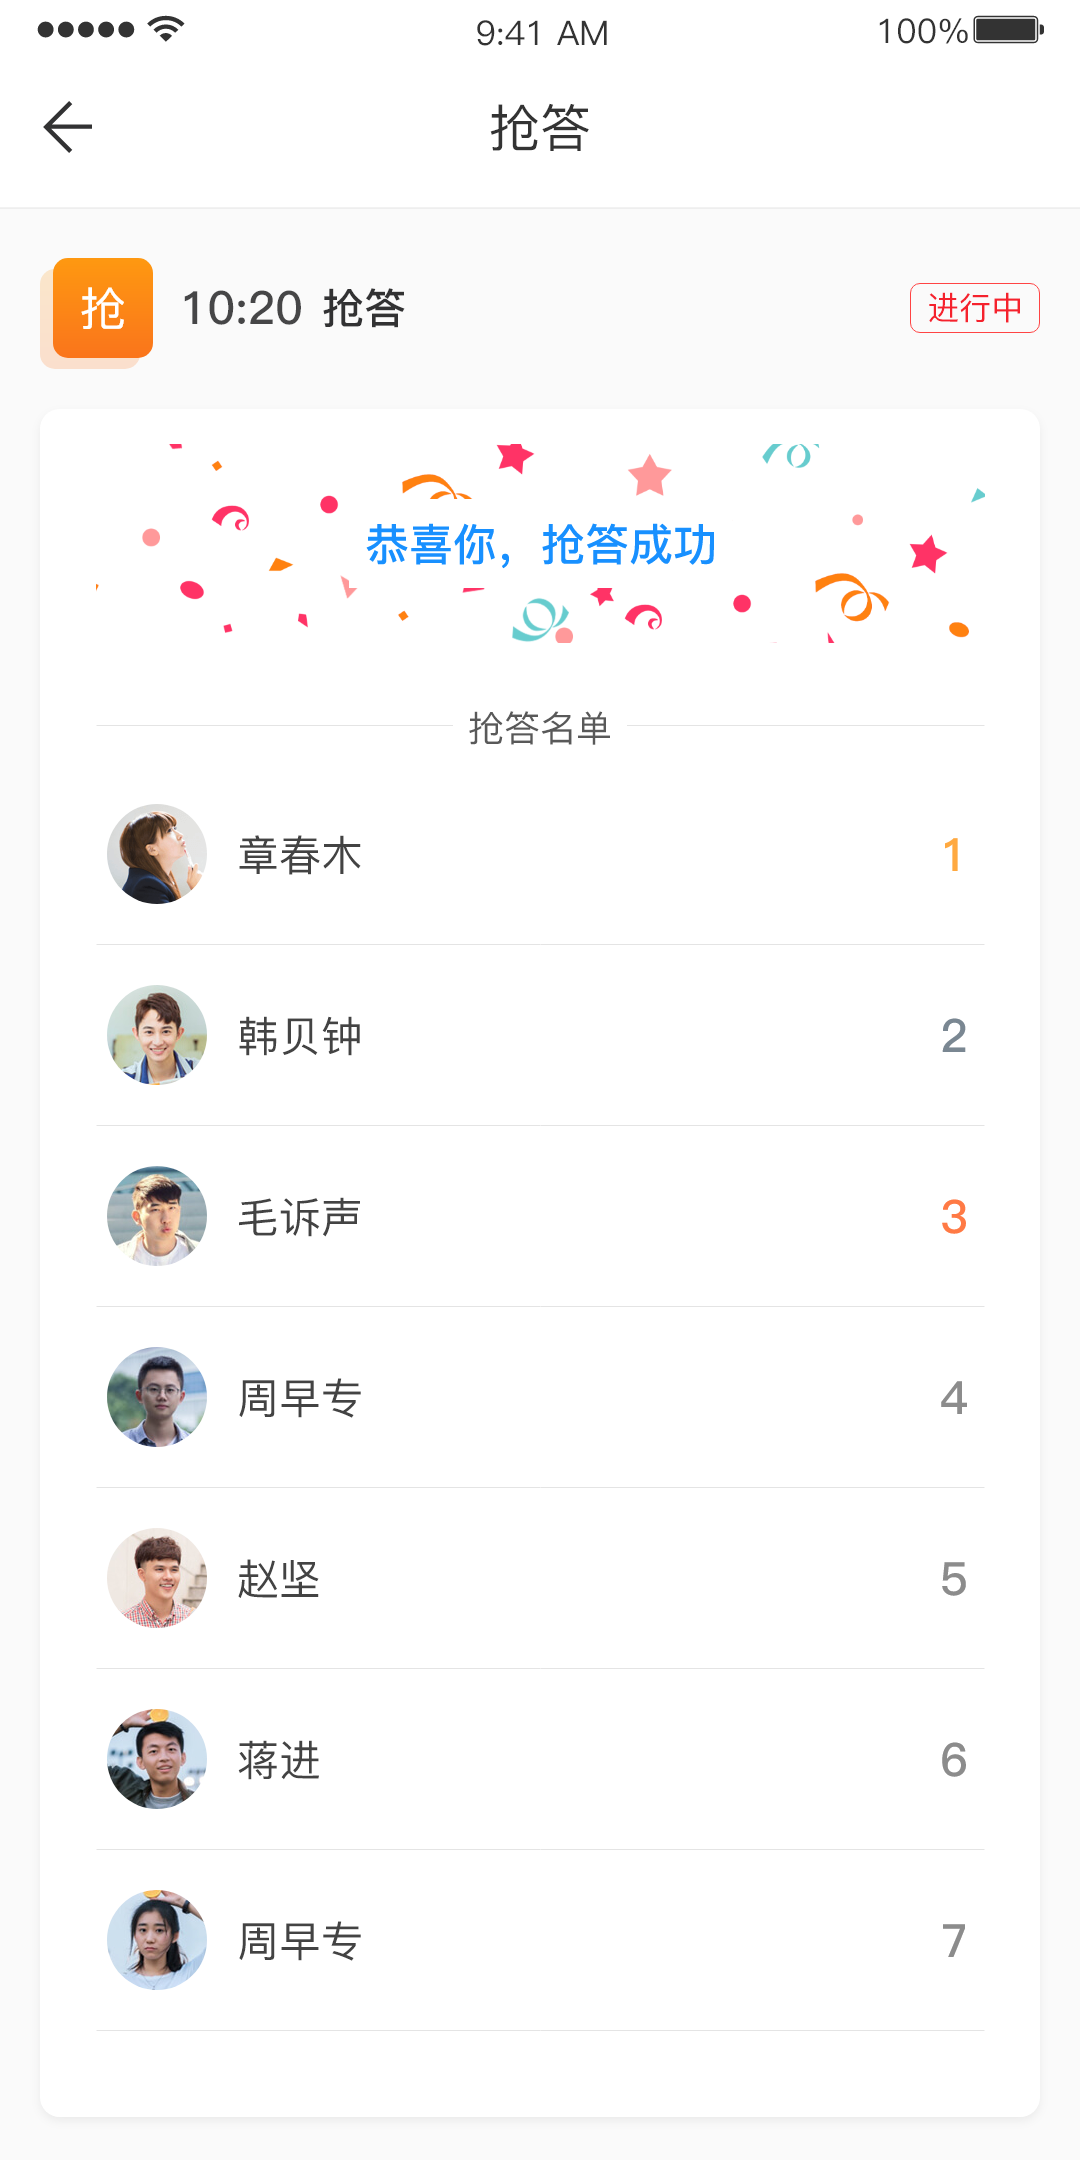 9:41 AM
100%
抢答
抢
10:20 抢答
进行中
恭喜你，抢答成功
抢答名单
章春木 1
韩贝钟 2
毛诉声 3
周早专 4
赵坚 5
蒋进 6
周早专 7